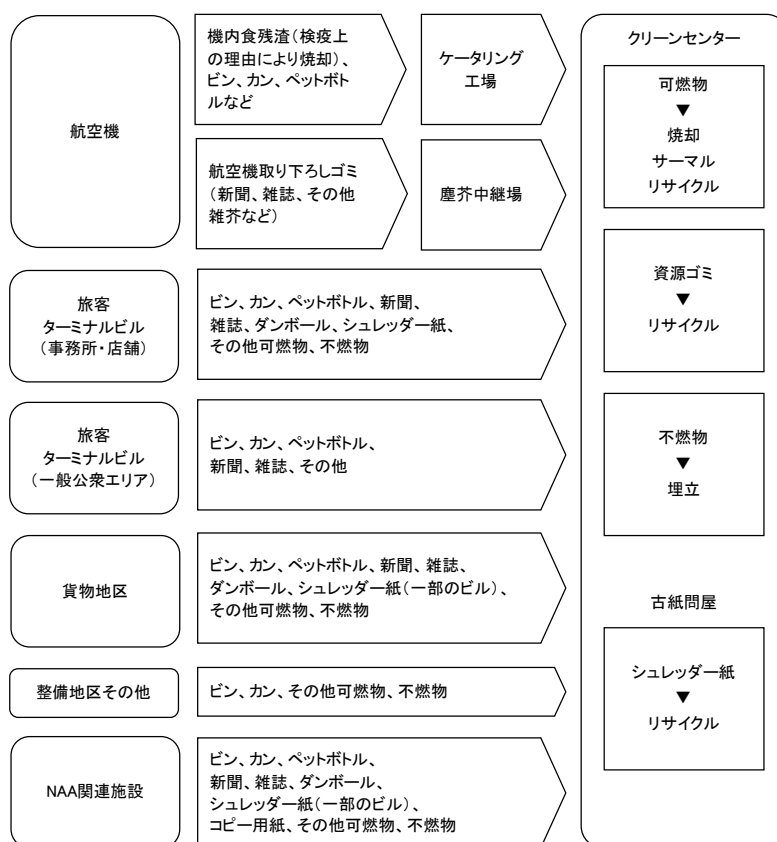 航空機
機内食残渣(検疫上
の理由により焼却)、
ビン、カン、ペットボト
ルなど
ケータリング
工場
航空機取り下ろしゴミ
(新聞、雑誌、その他
雑芥など)
塵芥中継場
旅客
ターミナルビル
(事務所・店舗)
ビン、カン、ペットボトル、新聞、
雑誌、ダンボール、シュレッダー紙、
その他可燃物、不燃物
旅客
ターミナルビル
(一般公衆エリア)
ビン、カン、ペットボトル、
新聞、雑誌、その他
貨物地区
ビン、カン、ペットボトル、新聞、雑誌、
ダンボール、シュレッダー紙(一部のビル)、
その他可燃物、不燃物
整備地区その他
ビン、カン、その他可燃物、不燃物
NAA関連施設
ビン、カン、ペットボトル、
新聞、雑誌、ダンボール、
シュレッダー紙(一部のビル)、
コピー用紙、その他可燃物、不燃物
クリーンセンター
可燃物
▼
焼却
サーマル
リサイクル
資源ゴミ
▼
リサイクル
不燃物
▼
埋立
古紙問屋
シュレッダー紙
▼
リサイクル